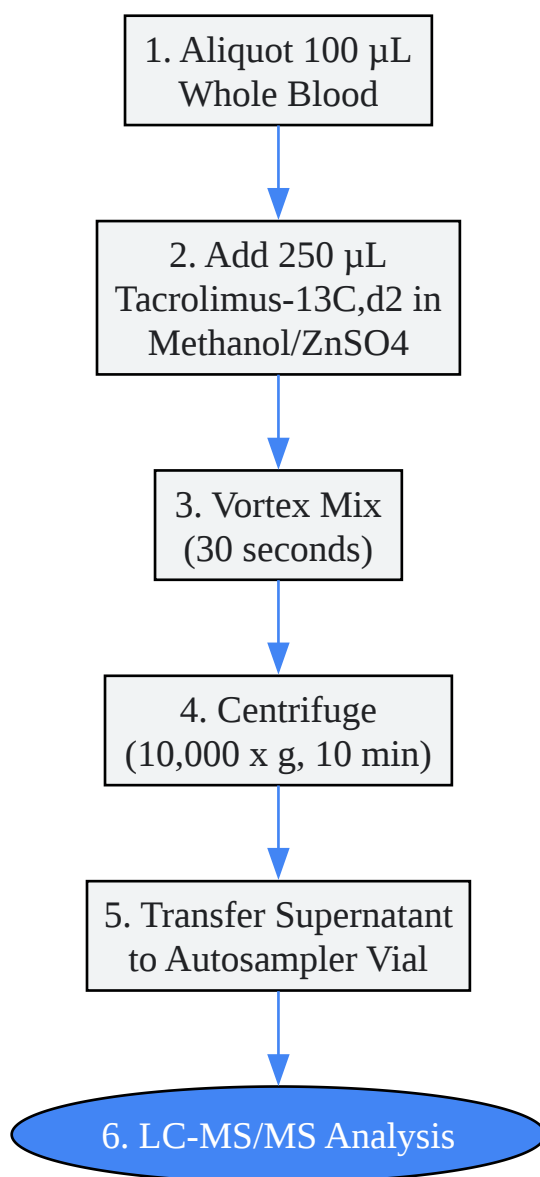 1. Aliquot 100 µL
Whole Blood
2. Add 250 µL
Tacrolimus-13C,d2 in
Methanol/ZnSO4
3. Vortex Mix
(30 seconds)
4. Centrifuge
(10,000 x g, 10 min)
5. Transfer Supernatant
to Autosampler Vial
6. LC-MS/MS Analysis